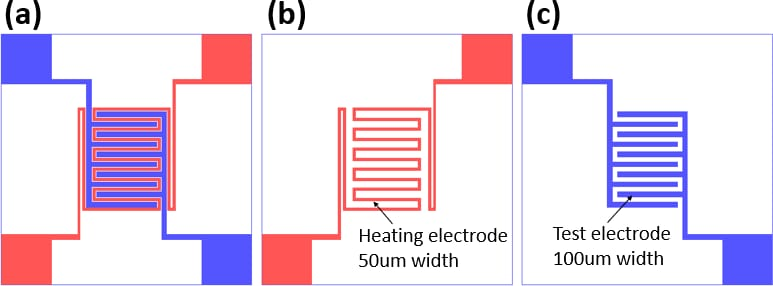 (a)
(b)
(c)
Heating electrode
50um width
Test electrode
100um width